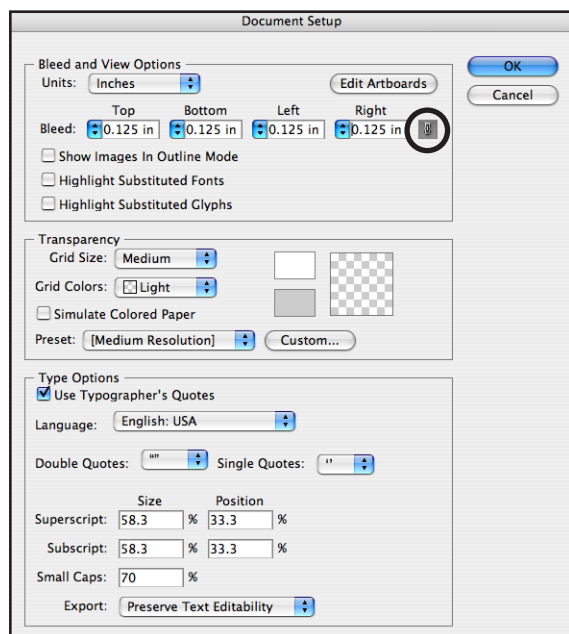 Document Setup
Bleed and View Options
Units: Inches Edit Artboards
OK
Cancel
Top Bottom Left Right
Bleed: 0.125 in 0.125 in 0.125 in 0.125 in
Show Images In Outline Mode
Highlight Substituted Fonts
Highlight Substituted Glyphs
Transparency
Grid Size: Medium
Grid Colors: Light
Simulate Colored Paper
Preset: [Medium Resolution] Custom...
Type Options
Use Typographer's Quotes
Language: English: USA
Double Quotes: “” Single Quotes: ‘’
Size Position
Superscript: 58.3 % 33.3 %
Subscript: 58.3 % 33.3 %
Small Caps: 70 %
Export: Preserve Text Editability